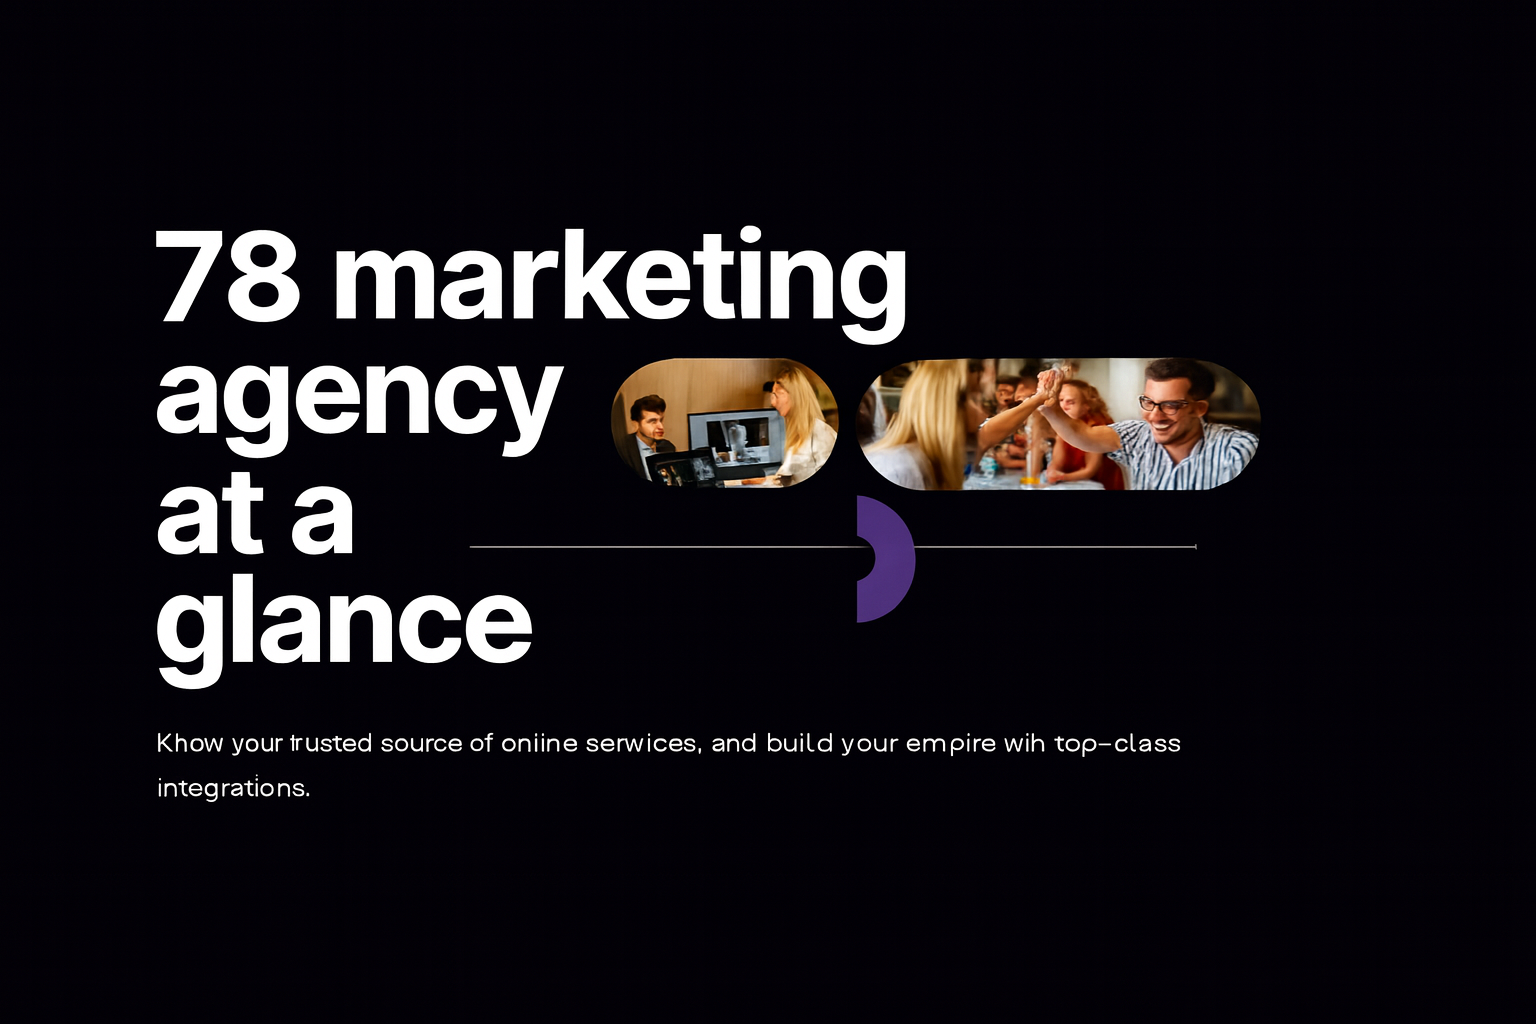 78 marketing
agency
at a
glance
Khow your trusted source of oniine serwices, and build your empire wih top–class
integrations.